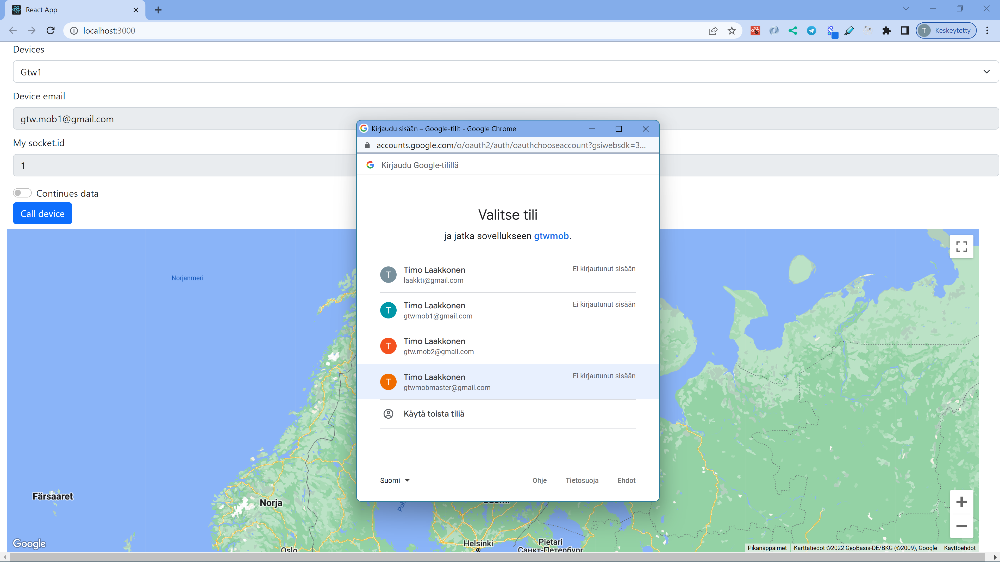 React App
localhost:3000
T Keskeytetty
Devices
Gtw1
Device email
gtw.mob1@gmail.com
My socket.id
1
Continues data
Call device
Kirjaudu sisään – Google-tilit - Google Chrome
accounts.google.com/o/oauth2/auth/oauthchooseaccount?gsiwebsdk=3...
Kirjaudu Google-tilillä
Valitse tili
ja jatka sovellukseen gtwmob.
T Timo Laakkonen Ei kirjautunut sisään
laakkti@gmail.com
T Timo Laakkonen Ei kirjautunut sisään
gtwmob1@gmail.com
T Timo Laakkonen
gtw.mob2@gmail.com
T Timo Laakkonen Ei kirjautunut sisään
gtwmobmaster@gmail.com
Käytä toista tiliä
Suomi Ohje Tietosuoja Ehdot
Norjanmeri
Färsaaret
Norja
Suomi
Helsinki
Pietari
Санкт-Петербург
Oslo
Google
Pikanäppäimet Karttatiedot ©2022 GeoBasis-DE/BKG (©2009), Google Käyttöehdot